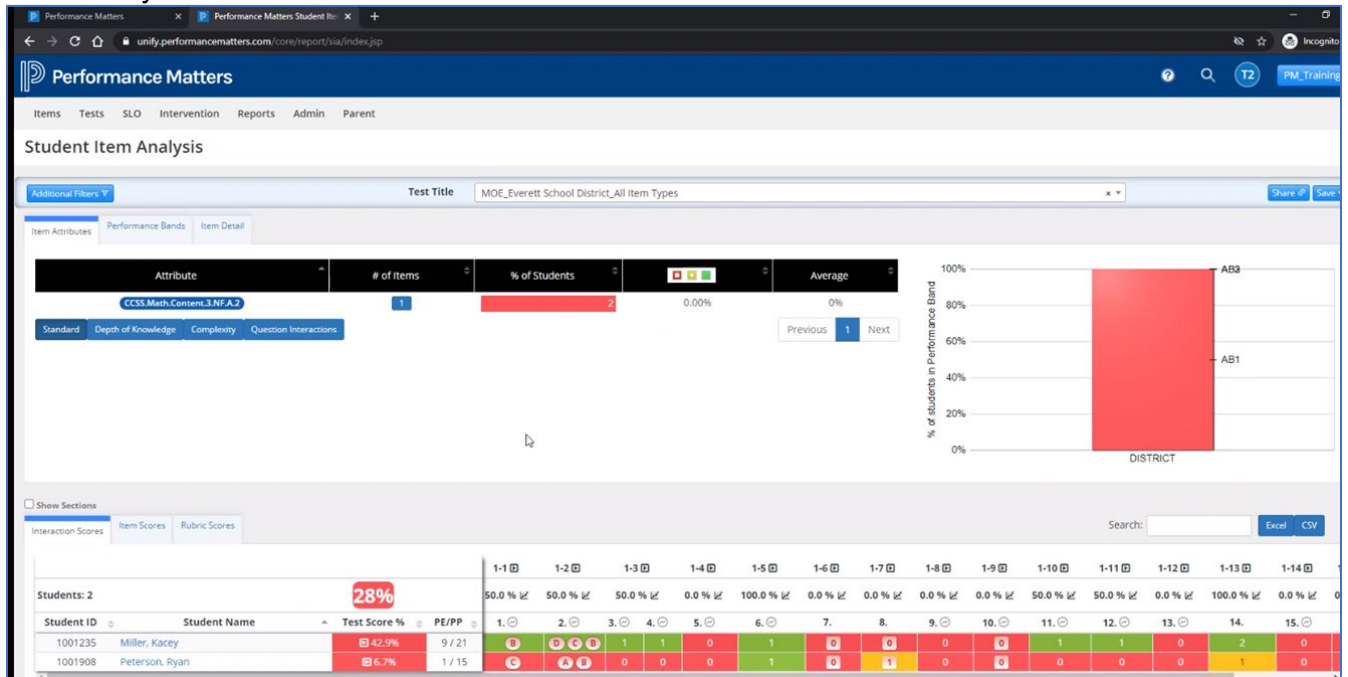 Performance Matters
Performance Matters Student Ite
unify.performancematters.com/core/report/sia/index.jsp
Incognito
Performance Matters
T2
PM_Training
Items Tests SLO Intervention Reports Admin Parent
Student Item Analysis
Additional Filters
Test Title
MOE_Everett School District_All Item Types
Share
Save
Item Attributes Performance Bands Item Detail
Attribute # of Items % of Students Average
CCSS.Math.Content.3.NF.A.2 1 2 0.00% 0%
Standard Depth of Knowledge Complexity Question Interactions
Previous 1 Next
% of students in Performance Band
100%
80%
60%
40%
20%
0%
AB1
DISTRICT
Show Sections
Interaction Scores Item Scores Rubric Scores
Search:
Excel CSV
1-1 1-2 1-3 1-4 1-5 1-6 1-7 1-8 1-9 1-10 1-11 1-12 1-13 1-14
Students: 2 28% 50.0 % 50.0 % 50.0 % 0.0 % 100.0 % 0.0 % 0.0 % 0.0 % 0.0 % 50.0 % 50.0 % 0.0 % 100.0 % 0.0 %
Student ID Student Name Test Score % PE/PP 1. 2. 3. 4. 5. 6. 7. 8. 9. 10. 11. 12. 13. 14. 15.
1001235 Miller, Kacey 42.9% 9 / 21 B D C B 1 1 0 1 0 0 0 0 1 1 0 2 0
1001908 Peterson, Ryan 6.7% 1 / 15 C A B 0 0 0 1 0 1 0 0 0 0 0 1 0